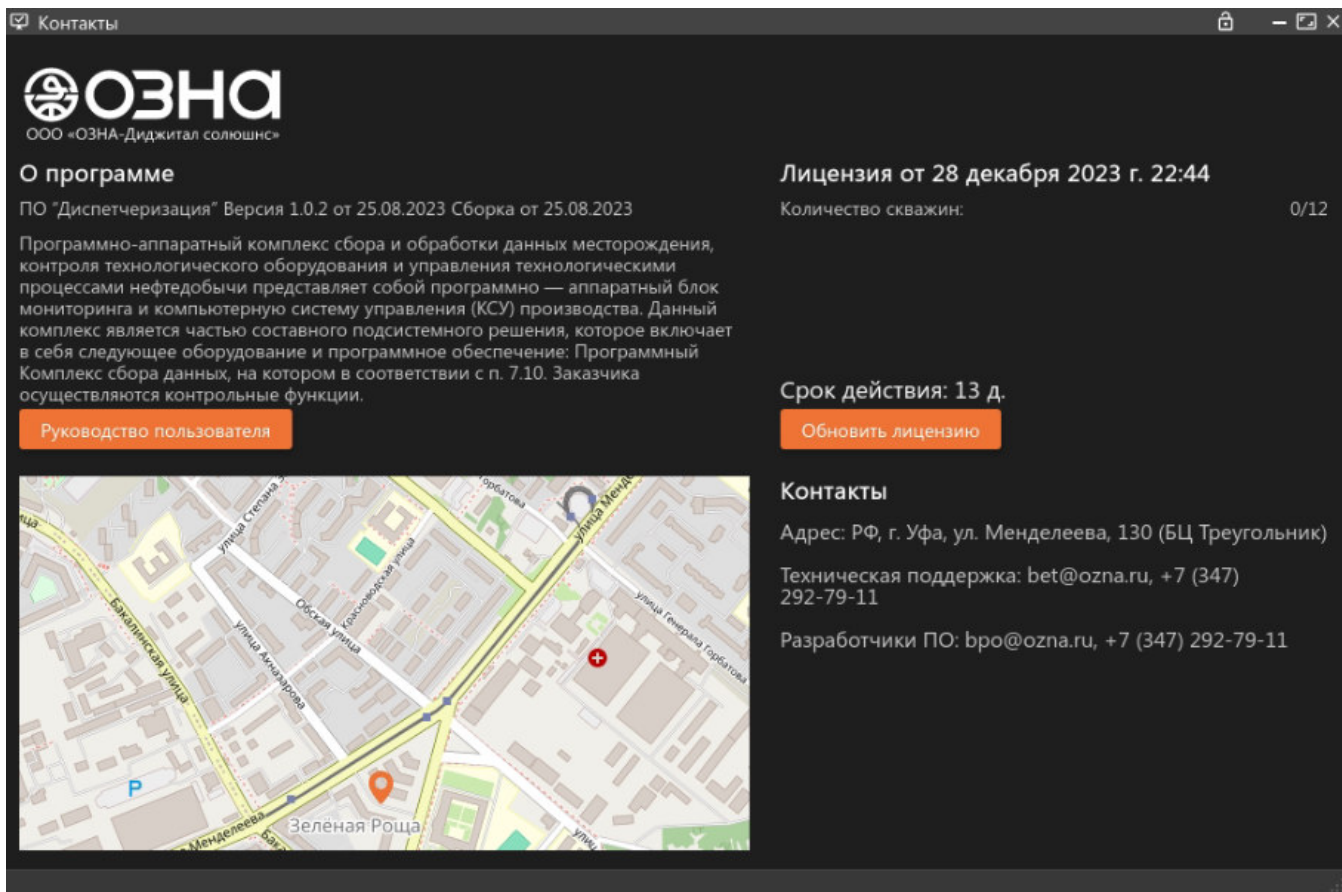 Контакты
ОЗНА
ООО «ОЗНА-Диджитал солюшнс»
О программе
ПО "Диспетчеризация" Версия 1.0.2 от 25.08.2023 Сборка от 25.08.2023
Программно-аппаратный комплекс сбора и обработки данных месторождения,
контроля технологического оборудования и управления технологическими
процессами нефтедобычи представляет собой программно — аппаратный блок
мониторинга и компьютерную систему управления (КСУ) производства. Данный
комплекс является частью составного подсистемного решения, которое включает
в себя следующее оборудование и программное обеспечение: Программный
Комплекс сбора данных, на котором в соответствии с п. 7.10. Заказчика
осуществляются контрольные функции.
Руководство пользователя
Лицензия от 28 декабря 2023 г. 22:44
Количество скважин: 0/12
Срок действия: 13 д.
Обновить лицензию
Контакты
Адрес: РФ, г. Уфа, ул. Менделеева, 130 (БЦ Треугольник)
Техническая поддержка: bet@ozna.ru, +7 (347)
292-79-11
Разработчики ПО: bpo@ozna.ru, +7 (347) 292-79-11
улица Степана
Горбатова
улица Менде
Красноводская улица
Обская улица
улица Генерала Горбатова
Бакалинская улица
улица Акназарова
P
Зелёная Роща
Менделеева
улиц